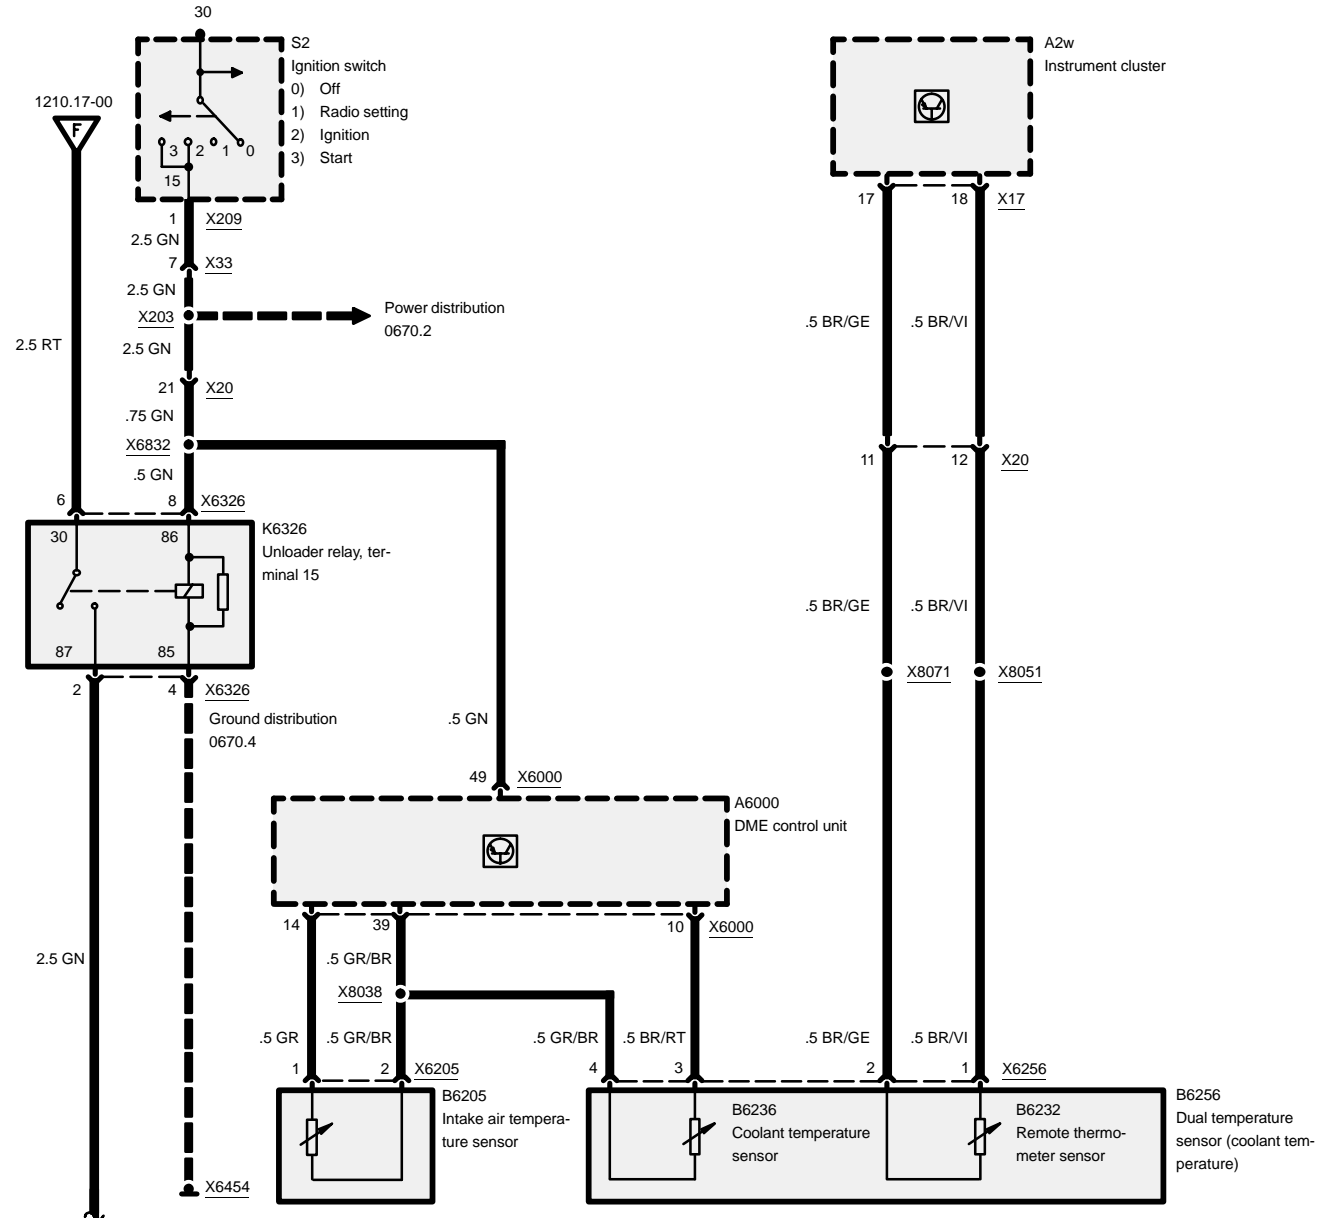 30
S2
Ignition switch
0) Off
1) Radio setting
2) Ignition
3) Start
A2w
Instrument cluster
1210.17-00
F
3 2 1 0
15
1 X209
2.5 GN
7 X33
2.5 GN
X203
Power distribution
0670.2
2.5 RT
2.5 GN
21 X20
.75 GN
X6832
.5 GN
17 18 X17
.5 BR/GE .5 BR/VI
11 12 X20
6 8 X6326
30 86
K6326
Unloader relay, ter-
minal 15
87 85
2 4 X6326
Ground distribution
0670.4
.5 BR/GE .5 BR/VI
X8071 X8051
.5 GN
49 X6000
A6000
DME control unit
14 39 10 X6000
2.5 GN
.5 GR/BR
X8038
.5 GR .5 GR/BR .5 GR/BR .5 BR/RT .5 BR/GE .5 BR/VI
1 2 X6205 4 3 2 1 X6256
B6205
Intake air tempera-
ture sensor
B6236
Coolant temperature
sensor
B6232
Remote thermo-
meter sensor
B6256
Dual temperature
sensor (coolant tem-
perature)
X6454